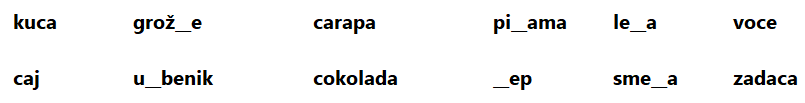 kuca grož__e carapa pi__ama le__a voce
caj u__benik cokolada __ep sme__a zadaca